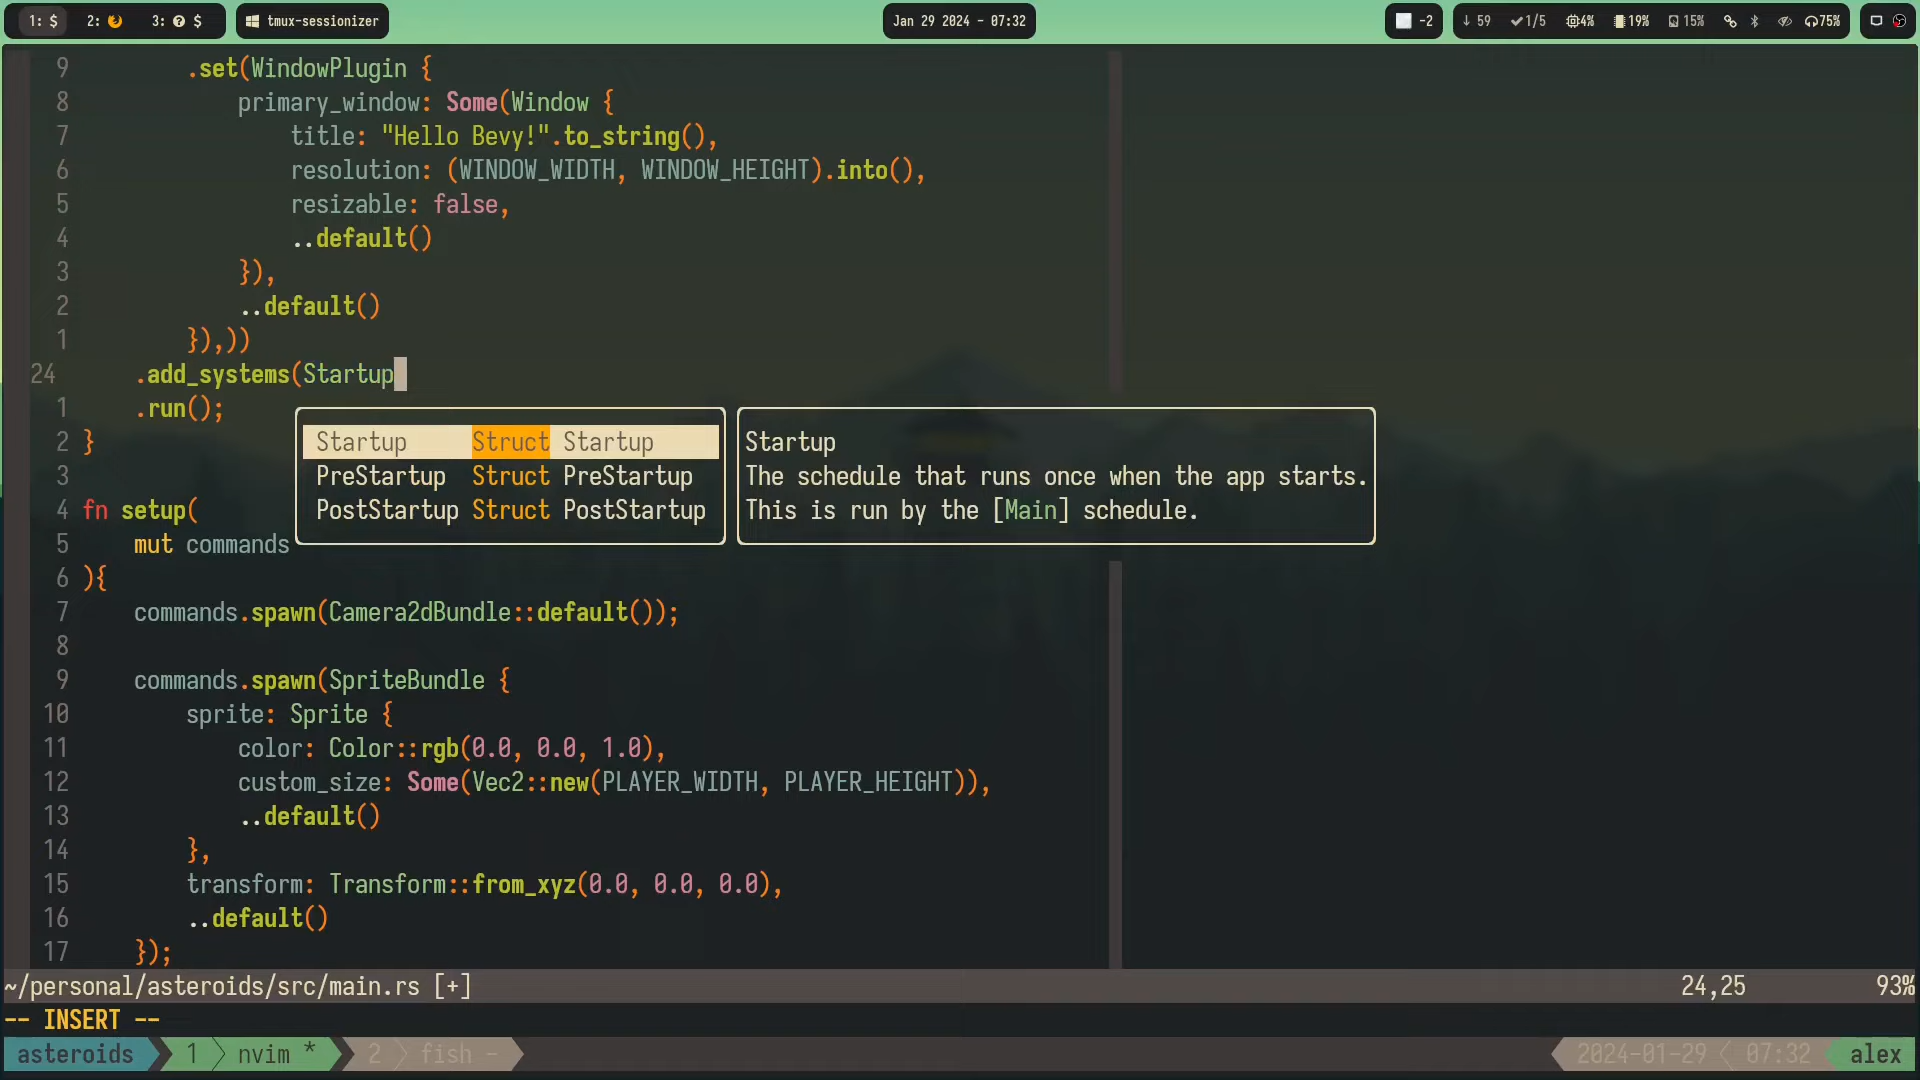 1: $ 2: 3: $ tmux-sessionizer Jan 29 2024 - 07:32 -2 ↓ 59 ✓1/5 4% 19% 15% 75%
9 .set(WindowPlugin {
8 primary_window: Some(Window {
7 title: "Hello Bevy!".to_string(),
6 resolution: (WINDOW_WIDTH, WINDOW_HEIGHT).into(),
5 resizable: false,
4 ..default()
3 }),
2 ..default()
1 }),))
24 .add_systems(Startup
1 .run();
2 }
3
4 fn setup(
5 mut commands
6 ){
7 commands.spawn(Camera2dBundle::default());
8
9 commands.spawn(SpriteBundle {
10 sprite: Sprite {
11 color: Color::rgb(0.0, 0.0, 1.0),
12 custom_size: Some(Vec2::new(PLAYER_WIDTH, PLAYER_HEIGHT)),
13 ..default()
14 },
15 transform: Transform::from_xyz(0.0, 0.0, 0.0),
16 ..default()
17 });
Startup Struct Startup
PreStartup Struct PreStartup
PostStartup Struct PostStartup
Startup
The schedule that runs once when the app starts.
This is run by the [Main] schedule.
~/personal/asteroids/src/main.rs [+] 24,25 93%
-- INSERT --
asteroids 1 nvim * 2 fish - 2024-01-29 07:32 alex